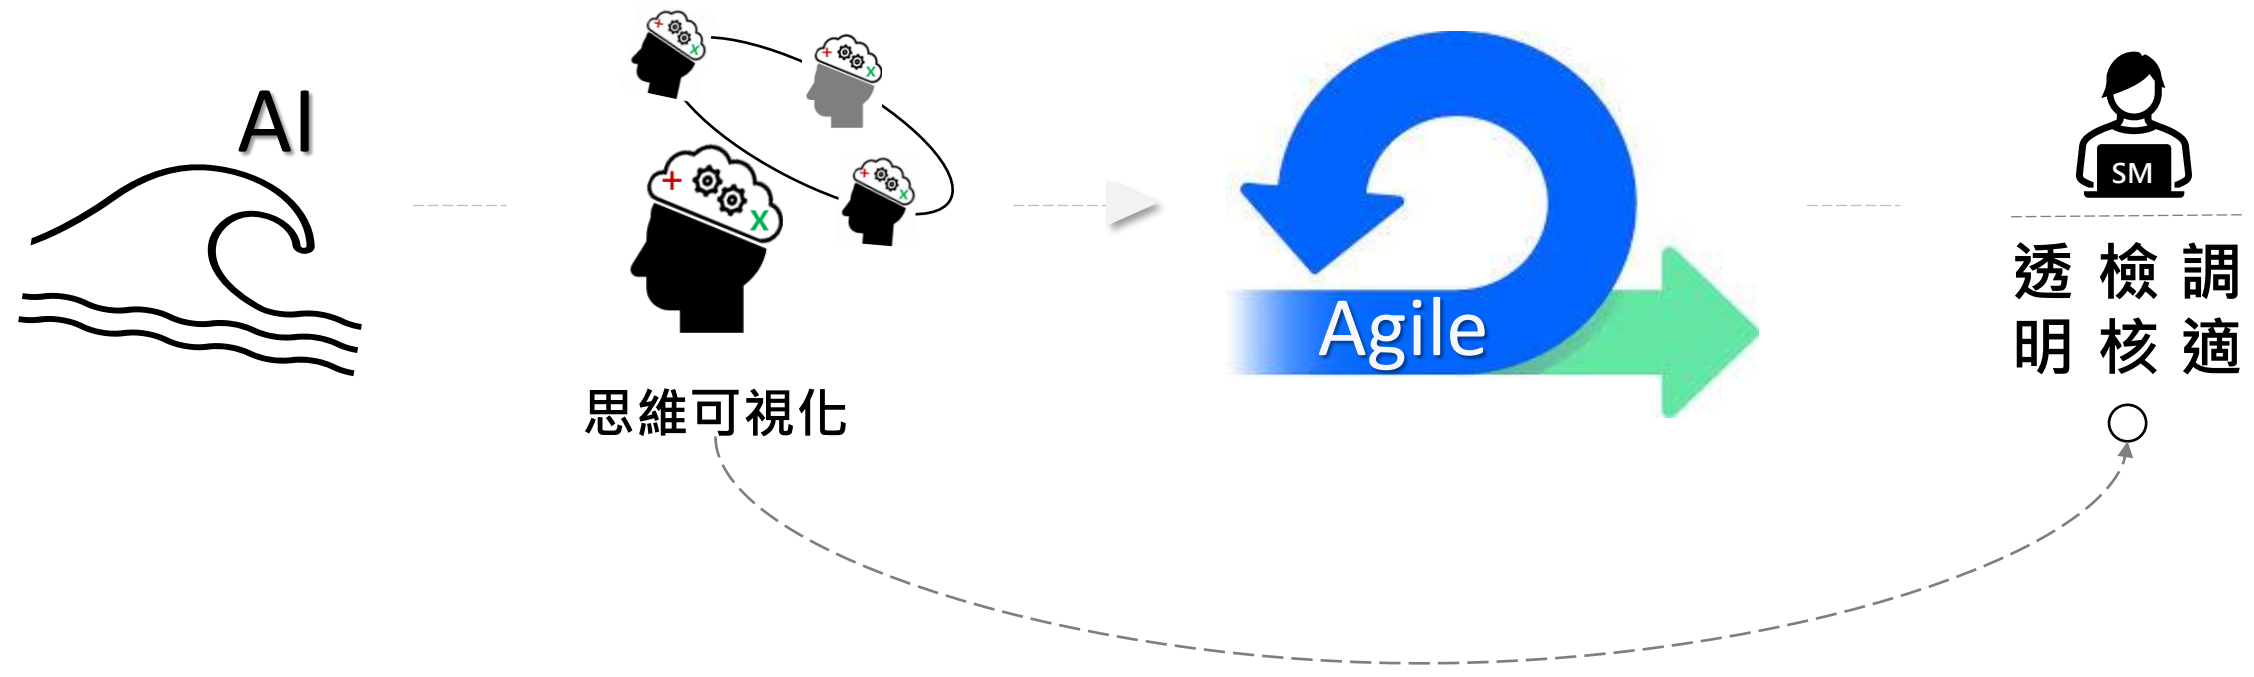 AI
思維可視化
Agile
SM
透 檢 調
明 核 適